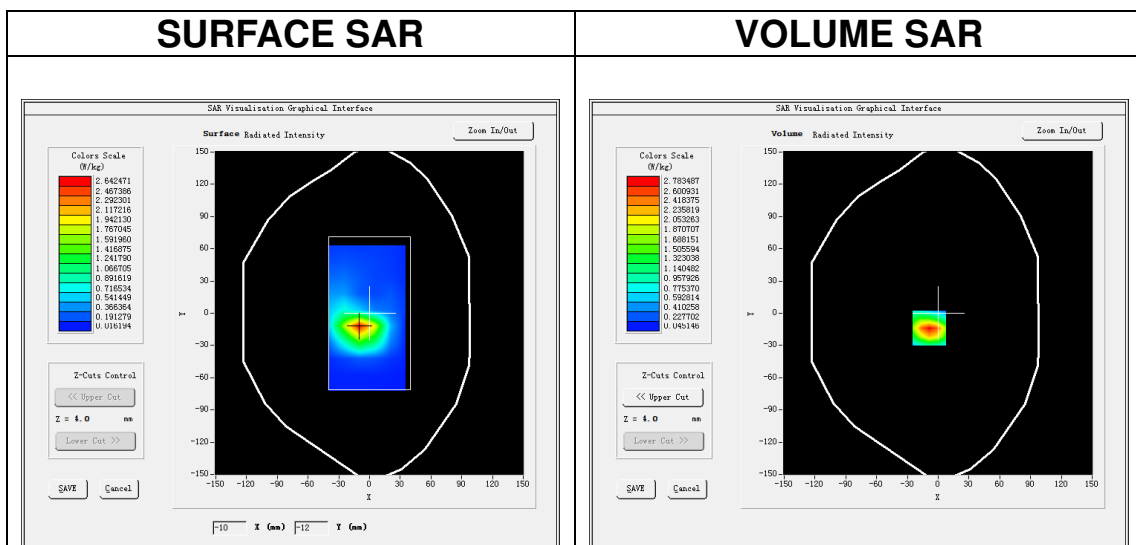 SURFACE SAR
VOLUME SAR
SAR Visualisation Graphical Interface
Surface Radiated Intensity
Zoom In/Out
Colors Scale
(W/kg)
2.642471
2.467386
2.292301
2.117216
1.942130
1.767045
1.591960
1.416875
1.241790
1.066705
0.891619
0.716534
0.541449
0.366364
0.191279
0.016194
150
120
90
60
30
0
-30
-60
-90
-120
-150
Y
-150 -120 -90 -60 -30 0 30 60 90 120 150
X
Z-Cuts Control
<< Upper Cut
Z = 4.0 mm
Lower Cut >>
SAVE Cancel
-10 X (mm) -12 Y (mm)
SAR Visualisation Graphical Interface
Volume Radiated Intensity
Zoom In/Out
Colors Scale
(W/kg)
2.783487
2.600931
2.418375
2.235819
2.053263
1.870707
1.688151
1.505594
1.323038
1.140482
0.957926
0.775370
0.592814
0.410258
0.227702
0.045146
150
120
90
60
30
0
-30
-60
-90
-120
-150
Y
-150 -120 -90 -60 -30 0 30 60 90 120 150
X
Z-Cuts Control
<< Upper Cut
Z = 4.0 mm
Lower Cut >>
SAVE Cancel